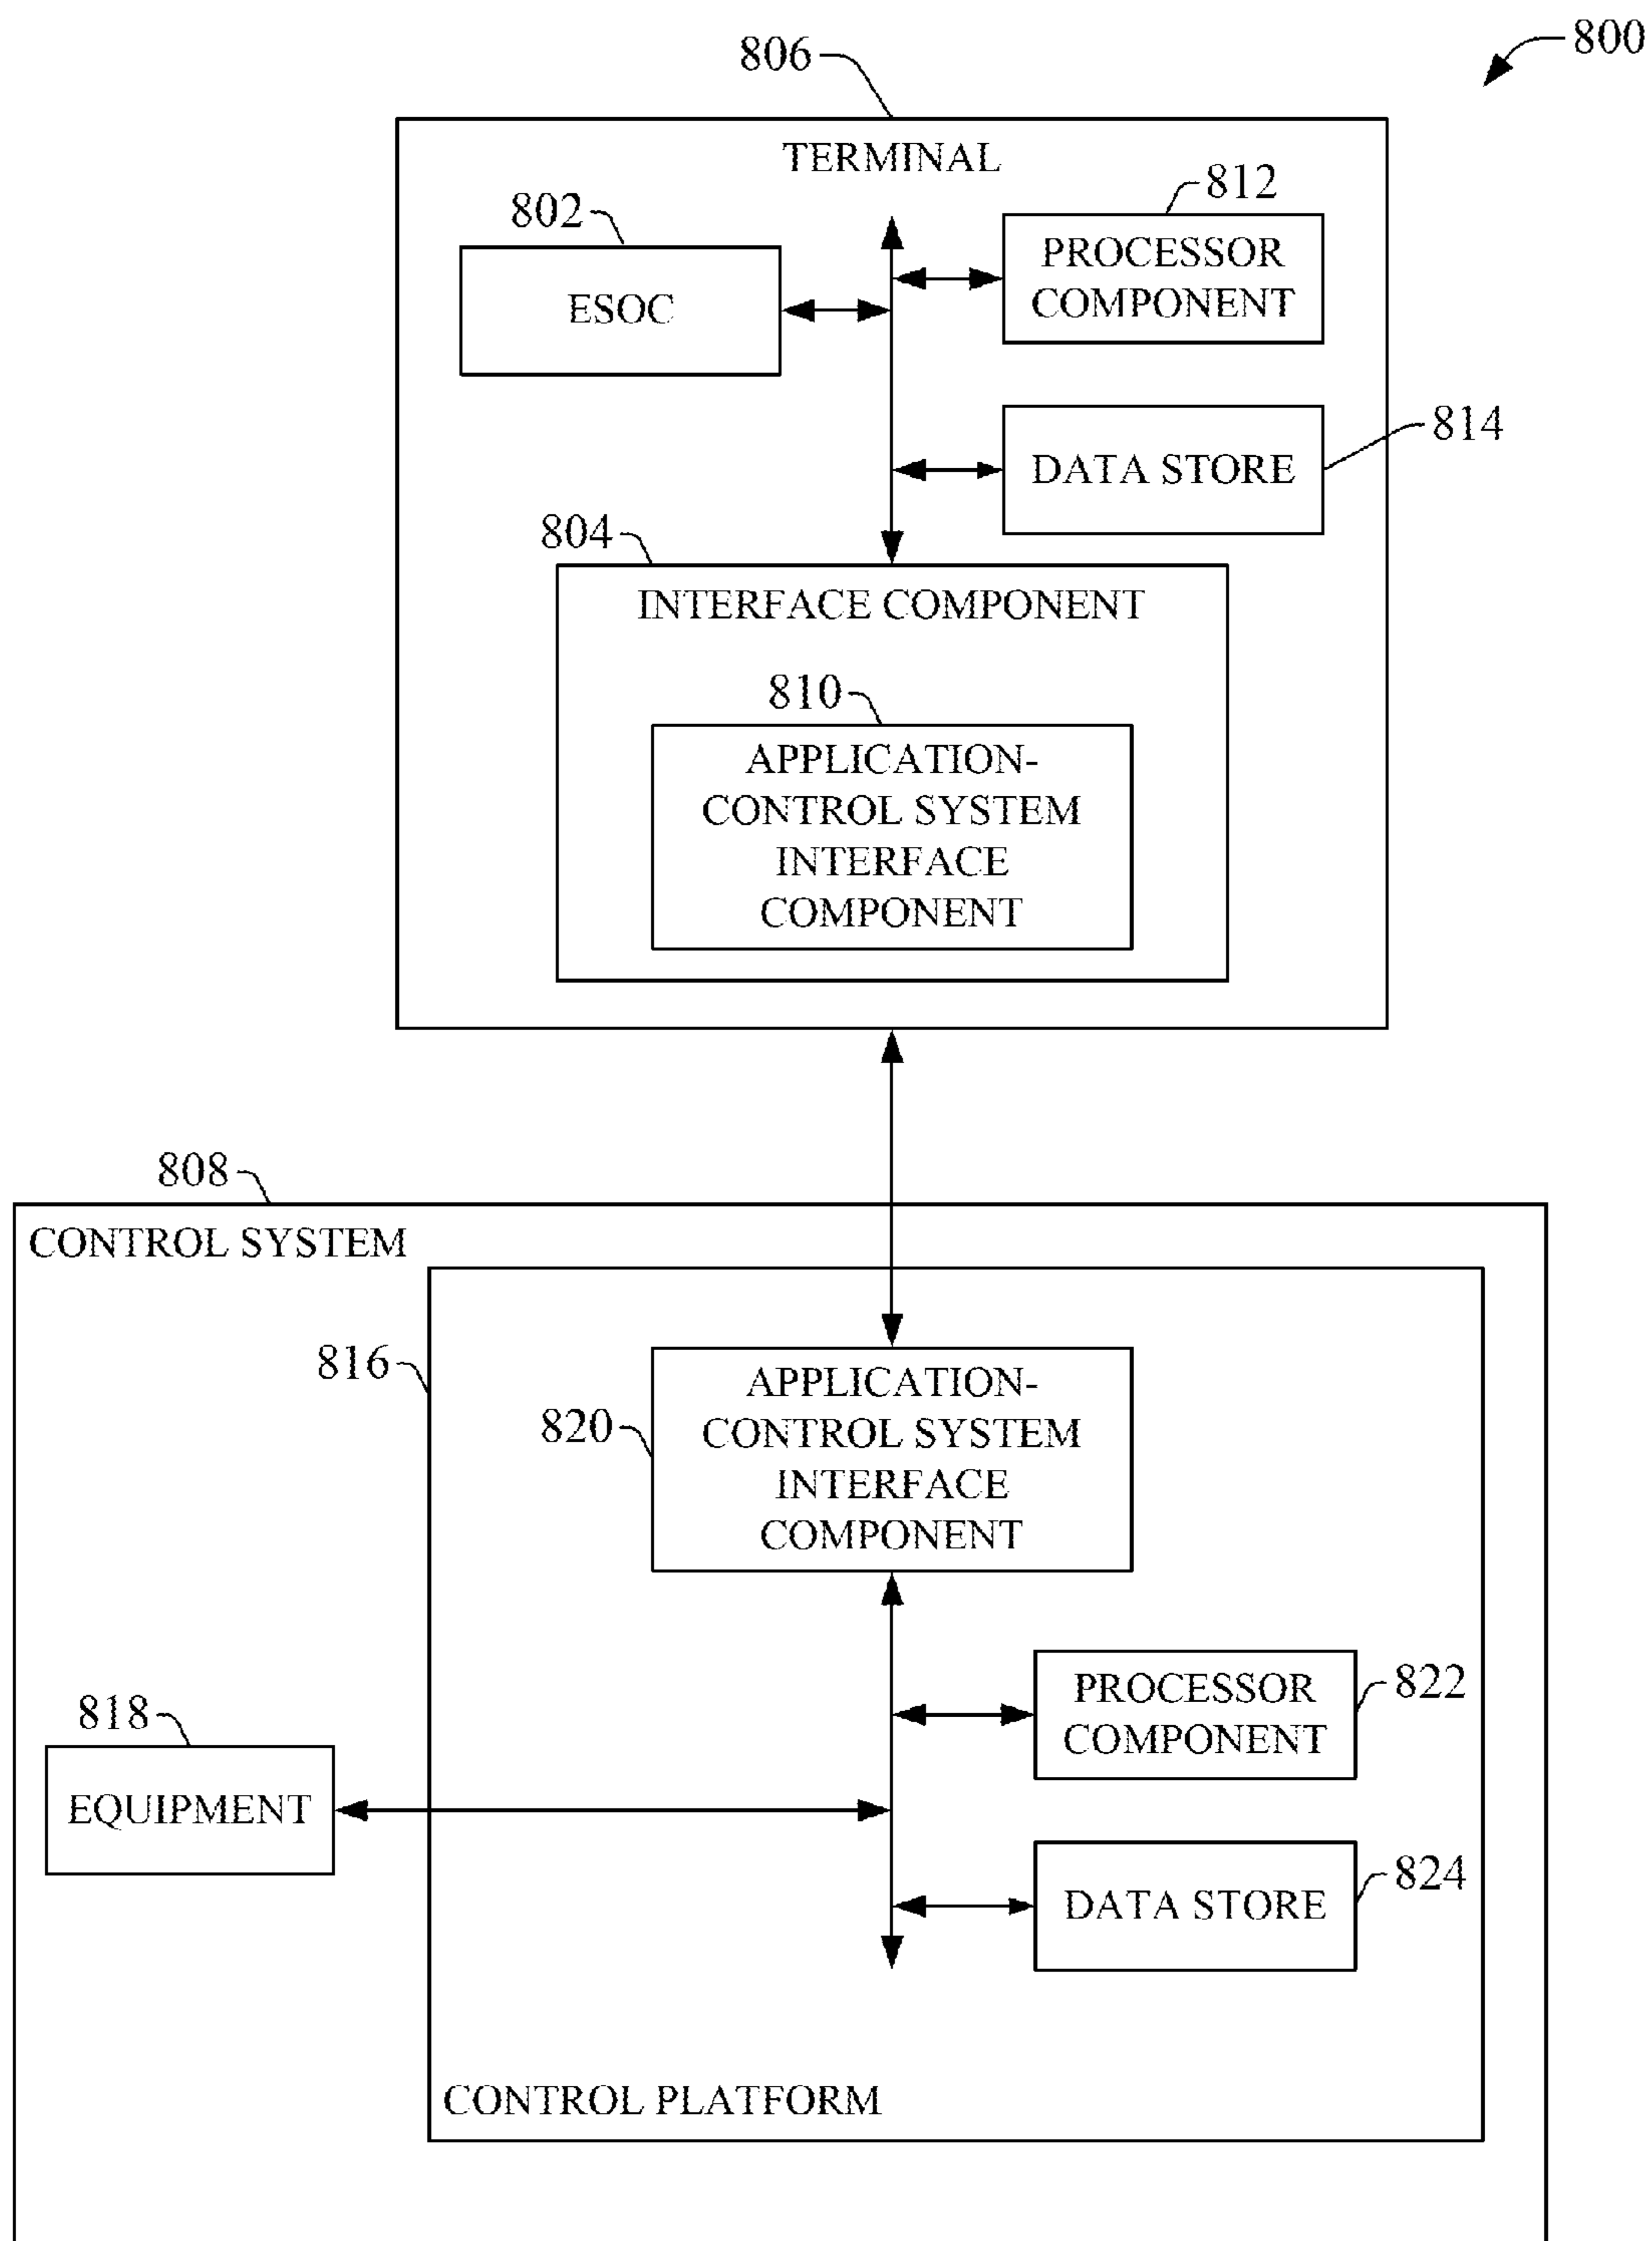 800
806
TERMINAL
802
812
ESOC
PROCESSOR
COMPONENT
814
DATA STORE
804
INTERFACE COMPONENT
810
APPLICATION-
CONTROL SYSTEM
INTERFACE
COMPONENT
808
CONTROL SYSTEM
816
820
APPLICATION-
CONTROL SYSTEM
INTERFACE
COMPONENT
822
PROCESSOR
COMPONENT
818
EQUIPMENT
824
DATA STORE
CONTROL PLATFORM